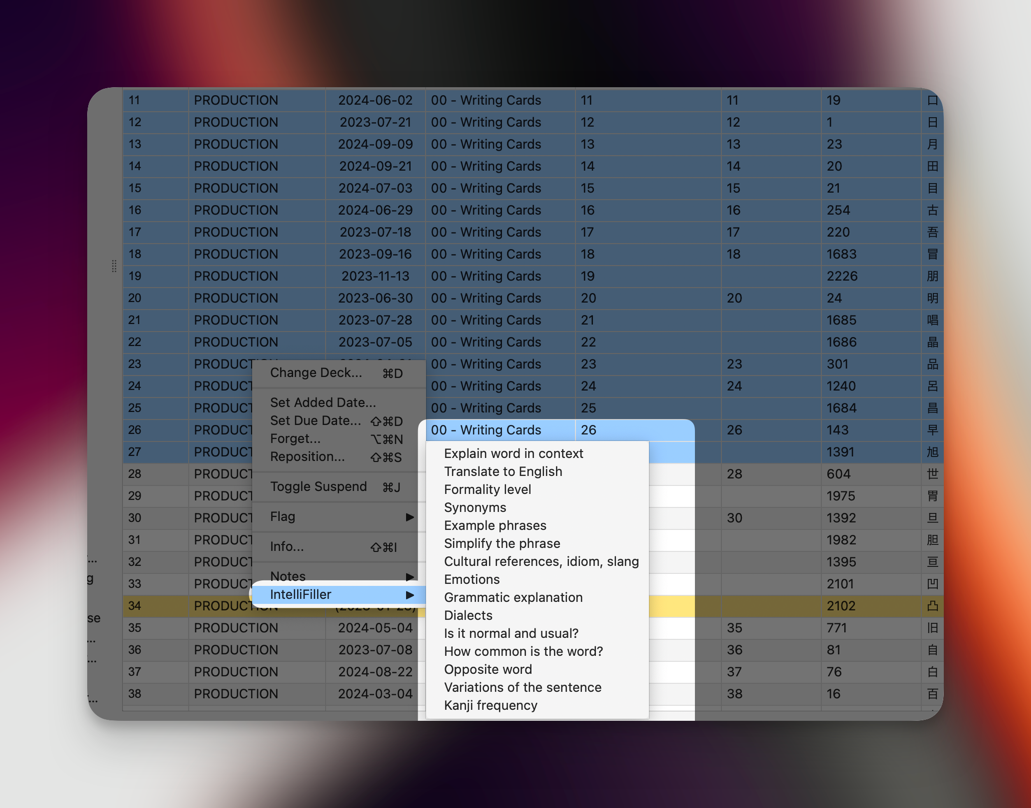 11 PRODUCTION 2024-06-02 00 - Writing Cards 11 11 19 口
12 PRODUCTION 2023-07-21 00 - Writing Cards 12 12 1 日
13 PRODUCTION 2024-09-09 00 - Writing Cards 13 13 23 月
14 PRODUCTION 2024-09-21 00 - Writing Cards 14 14 20 田
15 PRODUCTION 2024-07-03 00 - Writing Cards 15 15 21 目
16 PRODUCTION 2024-06-29 00 - Writing Cards 16 16 254 古
17 PRODUCTION 2023-07-18 00 - Writing Cards 17 17 220 吾
18 PRODUCTION 2023-09-16 00 - Writing Cards 18 18 1683 冒
19 PRODUCTION 2023-11-13 00 - Writing Cards 19 2226 朋
20 PRODUCTION 2023-06-30 00 - Writing Cards 20 20 24 明
21 PRODUCTION 2023-07-28 00 - Writing Cards 21 1685 唱
22 PRODUCTION 2023-07-05 00 - Writing Cards 22 1686 晶
23 PRODUCT 00 - Writing Cards 23 23 301 品
24 PRODUCT 00 - Writing Cards 24 24 1240 呂
25 PRODUCT 00 - Writing Cards 25 1684 昌
26 PRODUCT 00 - Writing Cards 26 26 143 早
27 PRODUCT 1391 旭
28 PRODUCT 28 604 世
29 PRODUCT 1975 胃
30 PRODUCT 30 1392 旦
31 PRODUCT 1982 胆
32 PRODUCT 1395 亘
33 PRODUCT 2101 凹
34 PRODUCTION 2102 凸
35 PRODUCTION 2024-05-04 35 771 旧
36 PRODUCTION 2023-07-08 36 81 自
37 PRODUCTION 2024-08-22 37 76 白
38 PRODUCTION 2024-03-04 38 16 百
Change Deck... ⌘D
Set Added Date...
Set Due Date... ⇧⌘D
Forget... ⌥⌘N
Reposition... ⇧⌘S
Toggle Suspend ⌘J
Flag ▶
Info... ⇧⌘I
Notes ▶
IntelliFiller ▶
Explain word in context
Translate to English
Formality level
Synonyms
Example phrases
Simplify the phrase
Cultural references, idiom, slang
Emotions
Grammatic explanation
Dialects
Is it normal and usual?
How common is the word?
Opposite word
Variations of the sentence
Kanji frequency